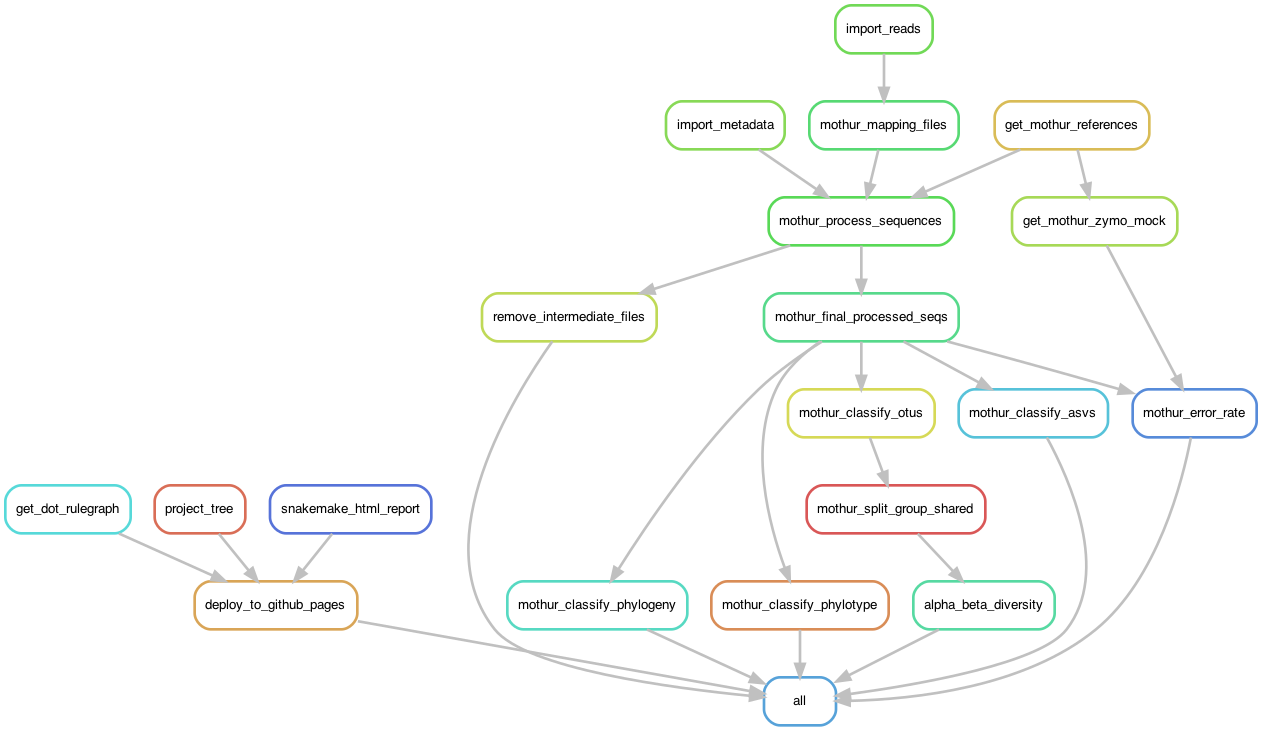 import_reads
import_metadata
mothur_mapping_files
get_mothur_references
mothur_process_sequences
get_mothur_zymo_mock
remove_intermediate_files
mothur_final_processed_seqs
mothur_classify_otus
mothur_classify_asvs
mothur_error_rate
get_dot_rulegraph
project_tree
snakemake_html_report
mothur_split_group_shared
deploy_to_github_pages
mothur_classify_phylogeny
mothur_classify_phylotype
alpha_beta_diversity
all